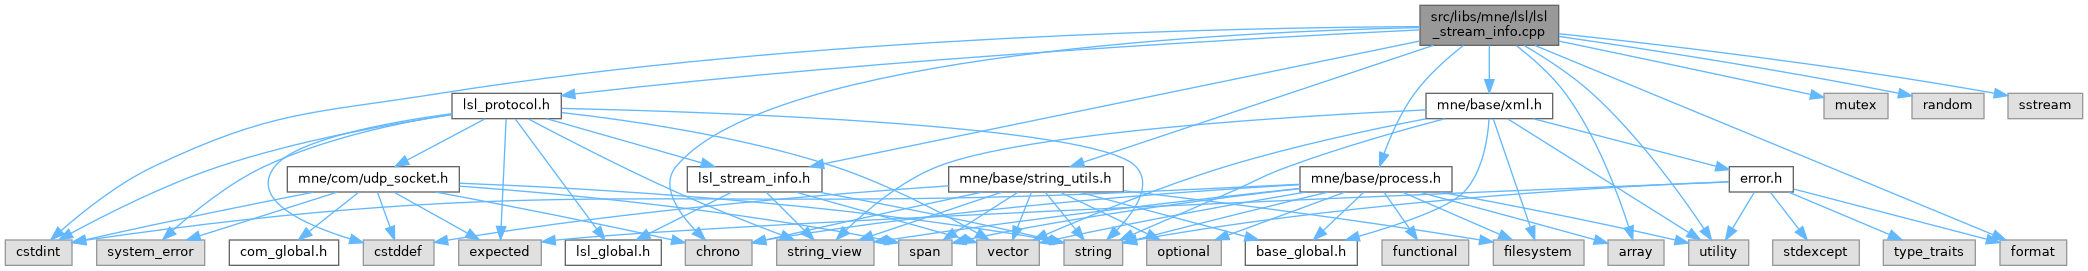 src/libs/mne/lsl/lsl
_stream_info.cpp
lsl_protocol.h
mne/base/xml.h
mutex
random
sstream
mne/com/udp_socket.h
lsl_stream_info.h
mne/base/string_utils.h
mne/base/process.h
error.h
cstdint
system_error
com_global.h
cstddef
expected
lsl_global.h
chrono
string_view
span
vector
string
optional
base_global.h
functional
filesystem
array
utility
stdexcept
type_traits
format